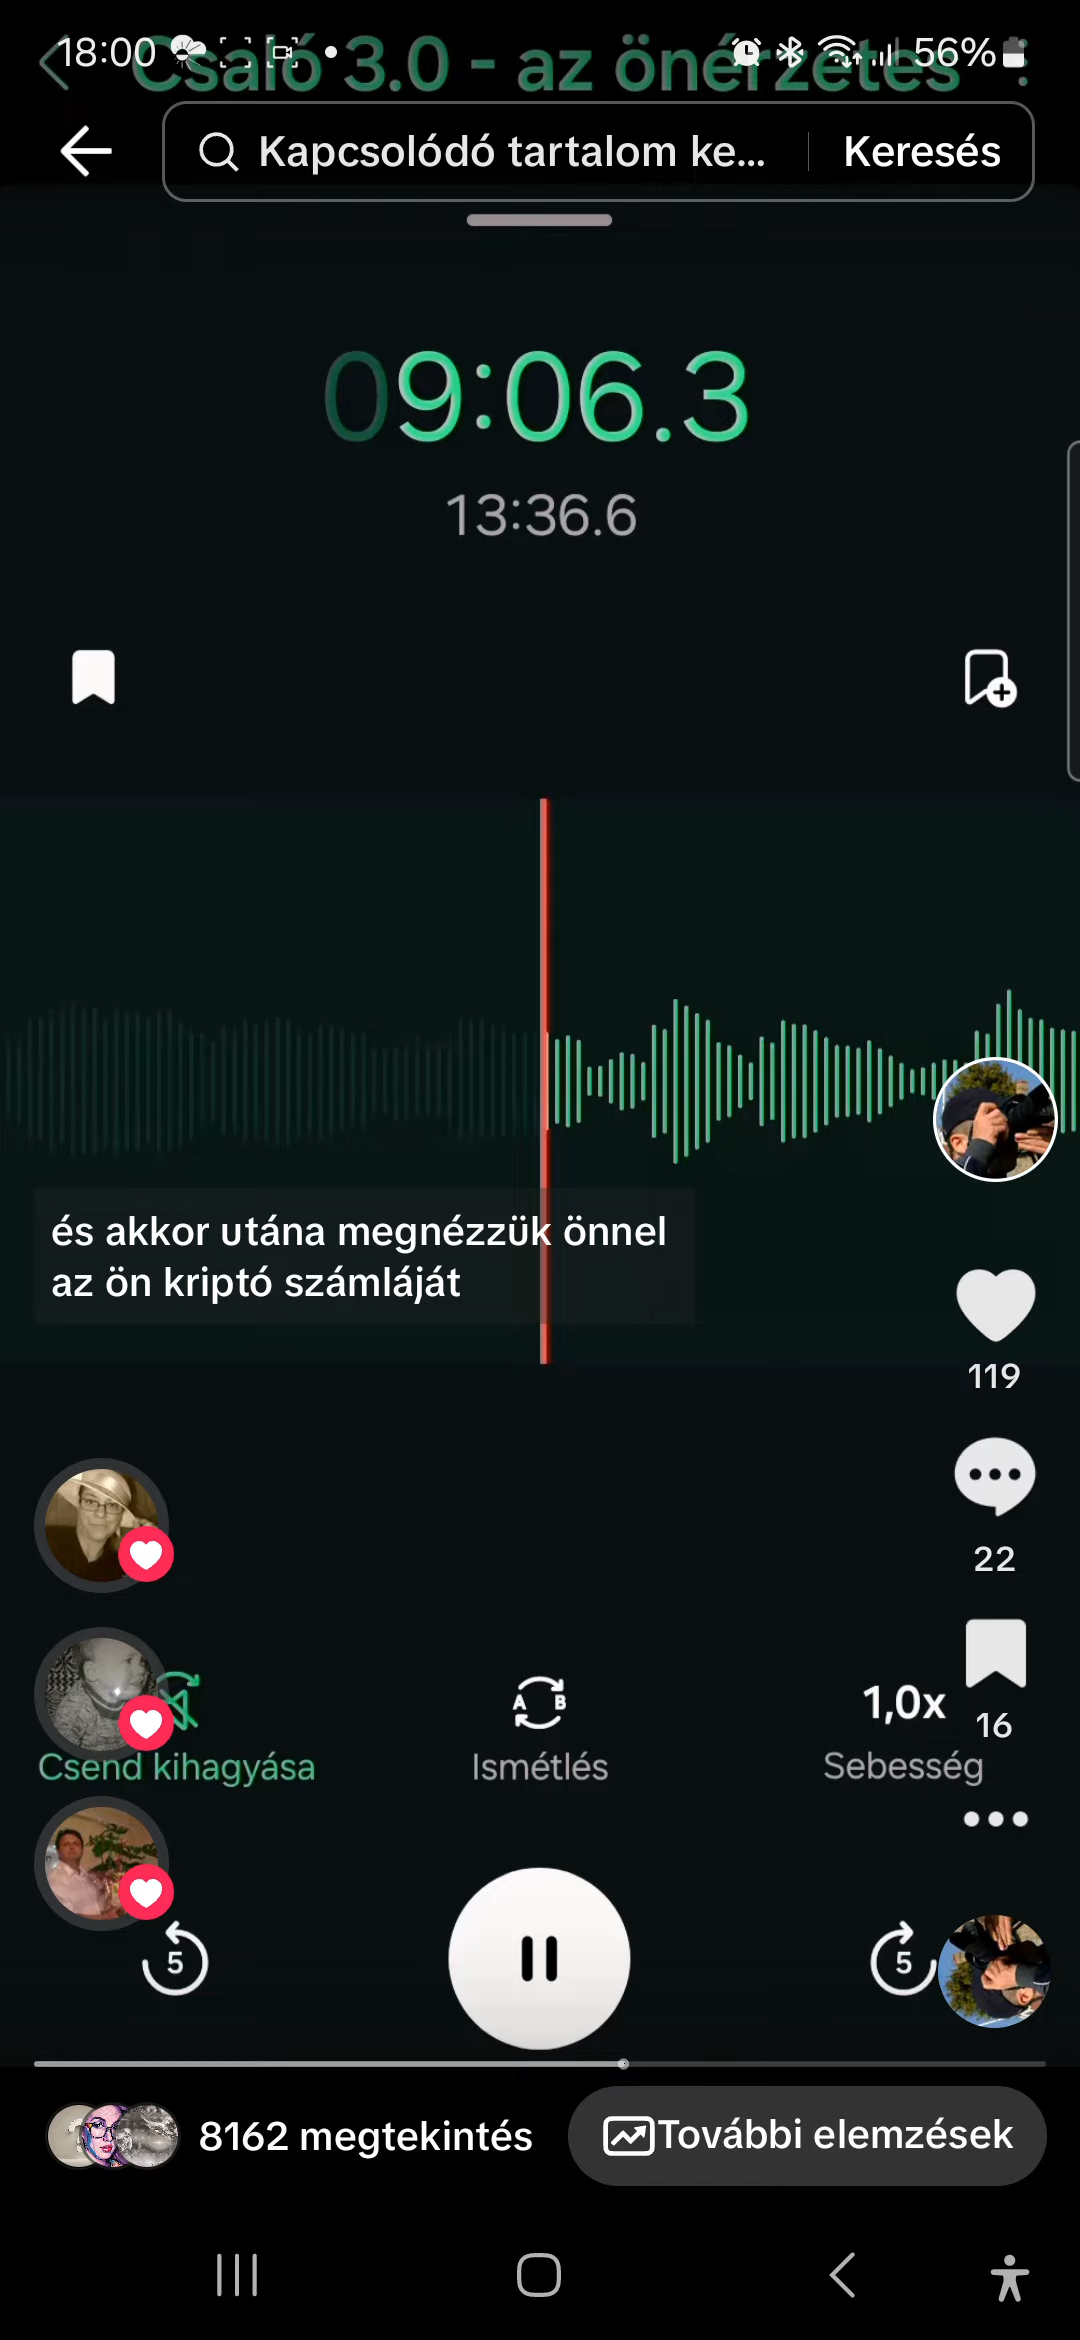 18:00
56%
Csaló 3.0 - az önérzetes
Kapcsolódó tartalom ke...
Keresés
09:06.3
13:36.6
és akkor utána megnézzük önnel
az ön kriptó számláját
119
22
16
A B
1,0x
Csend kihagyása
Ismétlés
Sebesség
5
5
8162 megtekintés
További elemzések